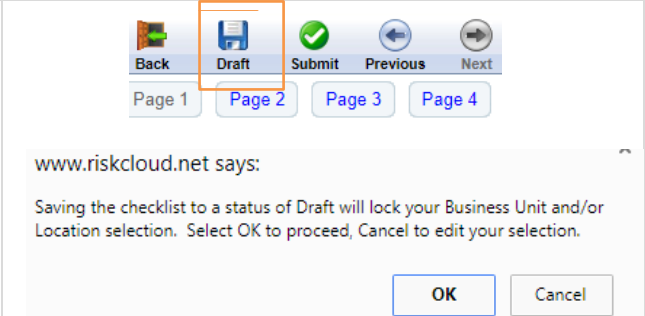 Back Draft Submit Previous Next
Page 1 Page 2 Page 3 Page 4
www.riskcloud.net says:
Saving the checklist to a status of Draft will lock your Business Unit and/or
Location selection.  Select OK to proceed, Cancel to edit your selection.
OK Cancel